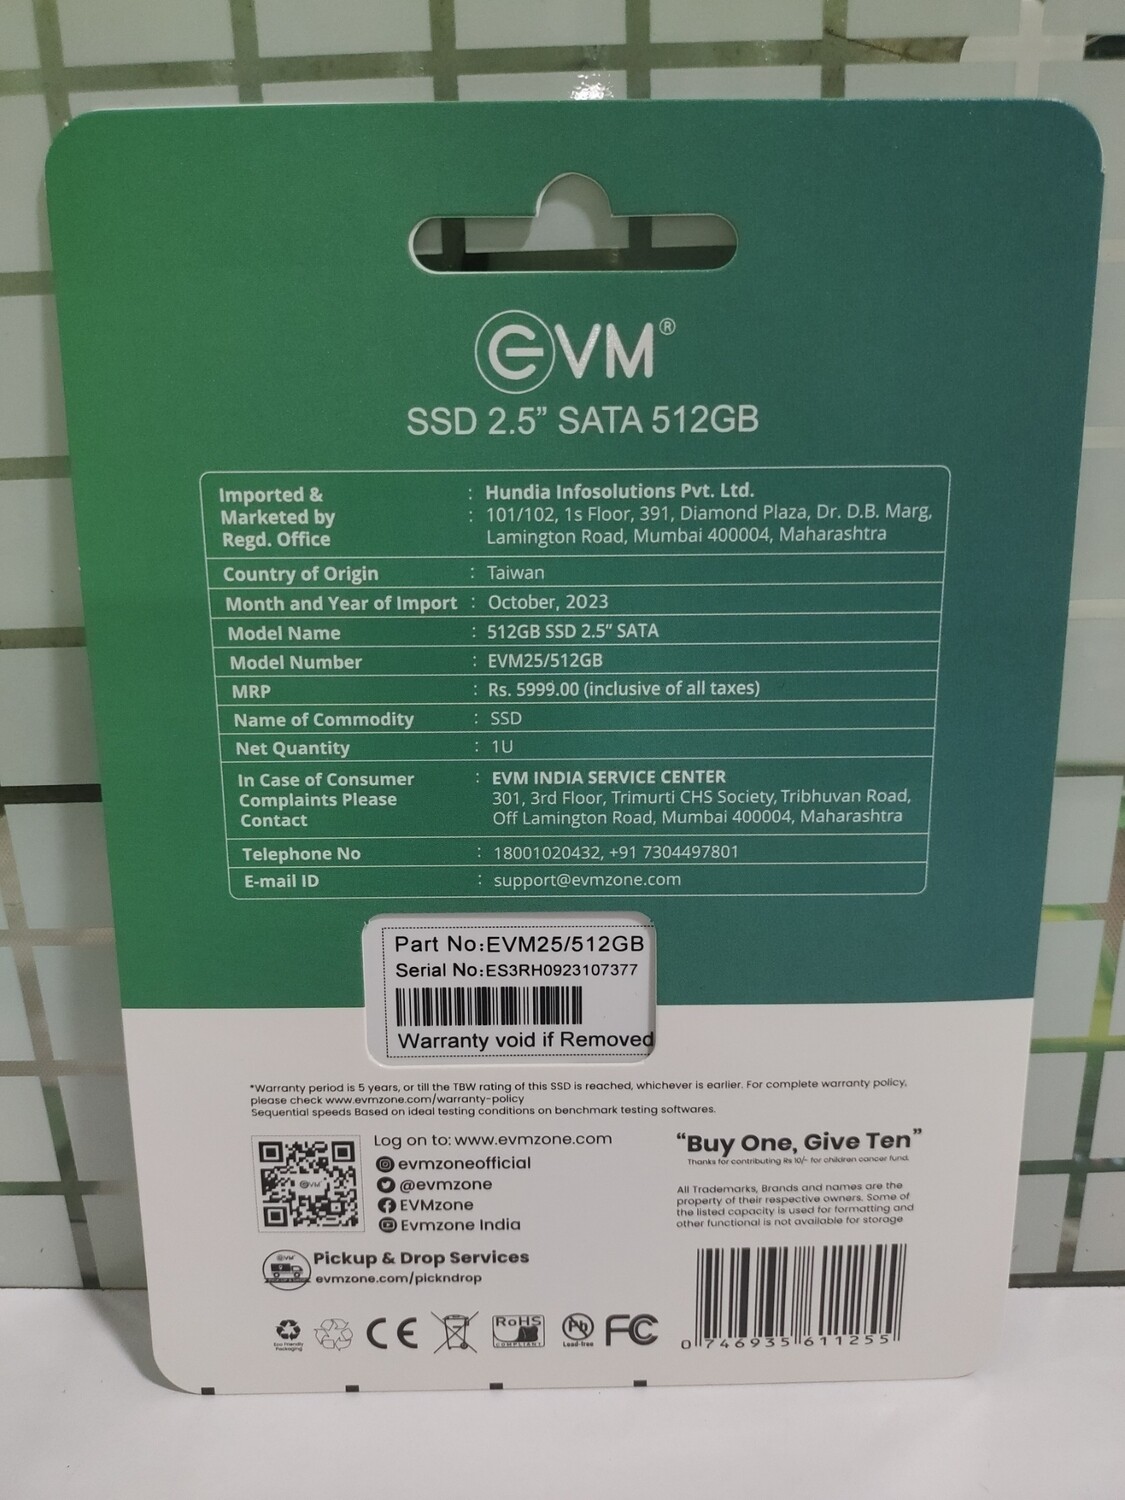 EVM®
SSD 2.5” SATA 512GB
Imported & : Hundia Infosolutions Pvt. Ltd.
Marketed by : 101/102, 1s Floor, 391, Diamond Plaza, Dr. D.B. Marg,
Regd. Office Lamington Road, Mumbai 400004, Maharashtra
Country of Origin : Taiwan
Month and Year of Import : October, 2023
Model Name : 512GB SSD 2.5” SATA
Model Number : EVM25/512GB
MRP : Rs. 5999.00 (inclusive of all taxes)
Name of Commodity : SSD
Net Quantity : 1U
In Case of Consumer : EVM INDIA SERVICE CENTER
Complaints Please 301, 3rd Floor, Trimurti CHS Society, Tribhuvan Road,
Contact Off Lamington Road, Mumbai 400004, Maharashtra
Telephone No : 18001020432, +91 7304497801
E-mail ID : support@evmzone.com
Part No:EVM25/512GB
Serial No:ES3RH0923107377
Warranty void if Removed
*Warranty period is 5 years, or till the TBW rating of this SSD is reached, whichever is earlier. For complete warranty policy,
please check www.evmzone.com/warranty-policy
Sequential speeds Based on ideal testing conditions on benchmark testing softwares.
EVM
Log on to: www.evmzone.com
evmzoneofficial
@evmzone
EVMzone
Evmzone India
EVM
Pickup & Drop Services
evmzone.com/pickndrop
“Buy One, Give Ten”
Thanks for contributing Rs 10/- for children cancer fund.
All Trademarks, Brands and names are the
property of their respective owners. Some of
the listed capacity is used for formatting and
other functional is not available for storage
Eco Friendly
Packaging
CE
RoHS
COMPLIANT
Pb
Lead-free
FC
0 746935 611255